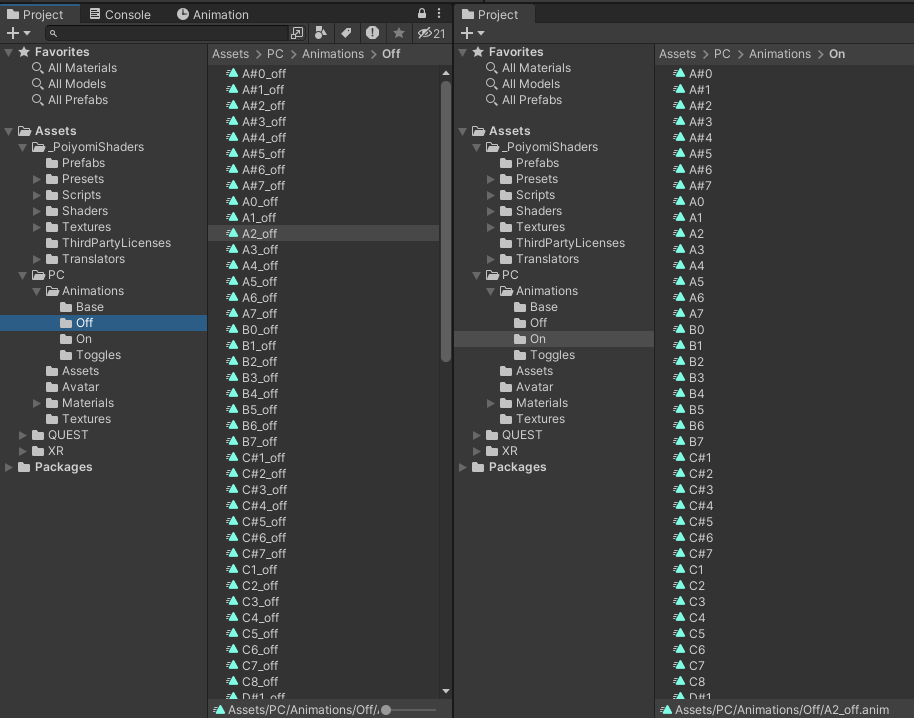 Project
Console
Animation
21
Favorites
All Materials
All Models
All Prefabs
Assets
_PoiyomiShaders
Prefabs
Presets
Scripts
Shaders
Textures
ThirdPartyLicenses
Translators
PC
Animations
Base
Off
On
Toggles
Assets
Avatar
Materials
Textures
QUEST
XR
Packages
Assets > PC > Animations > Off
A#0_off
A#1_off
A#2_off
A#3_off
A#4_off
A#5_off
A#6_off
A#7_off
A0_off
A1_off
A2_off
A3_off
A4_off
A5_off
A6_off
A7_off
B0_off
B1_off
B2_off
B3_off
B4_off
B5_off
B6_off
B7_off
C#1_off
C#2_off
C#3_off
C#4_off
C#5_off
C#6_off
C#7_off
C1_off
C2_off
C3_off
C4_off
C5_off
C6_off
C7_off
C8_off
D#1_off
Assets/PC/Animations/Off/
Project
Favorites
All Materials
All Models
All Prefabs
Assets
_PoiyomiShaders
Prefabs
Presets
Scripts
Shaders
Textures
ThirdPartyLicenses
Translators
PC
Animations
Base
Off
On
Toggles
Assets
Avatar
Materials
Textures
QUEST
XR
Packages
Assets > PC > Animations > On
A#0
A#1
A#2
A#3
A#4
A#5
A#6
A#7
A0
A1
A2
A3
A4
A5
A6
A7
B0
B1
B2
B3
B4
B5
B6
B7
C#1
C#2
C#3
C#4
C#5
C#6
C#7
C1
C2
C3
C4
C5
C6
C7
C8
D#1
Assets/PC/Animations/Off/A2_off.anim